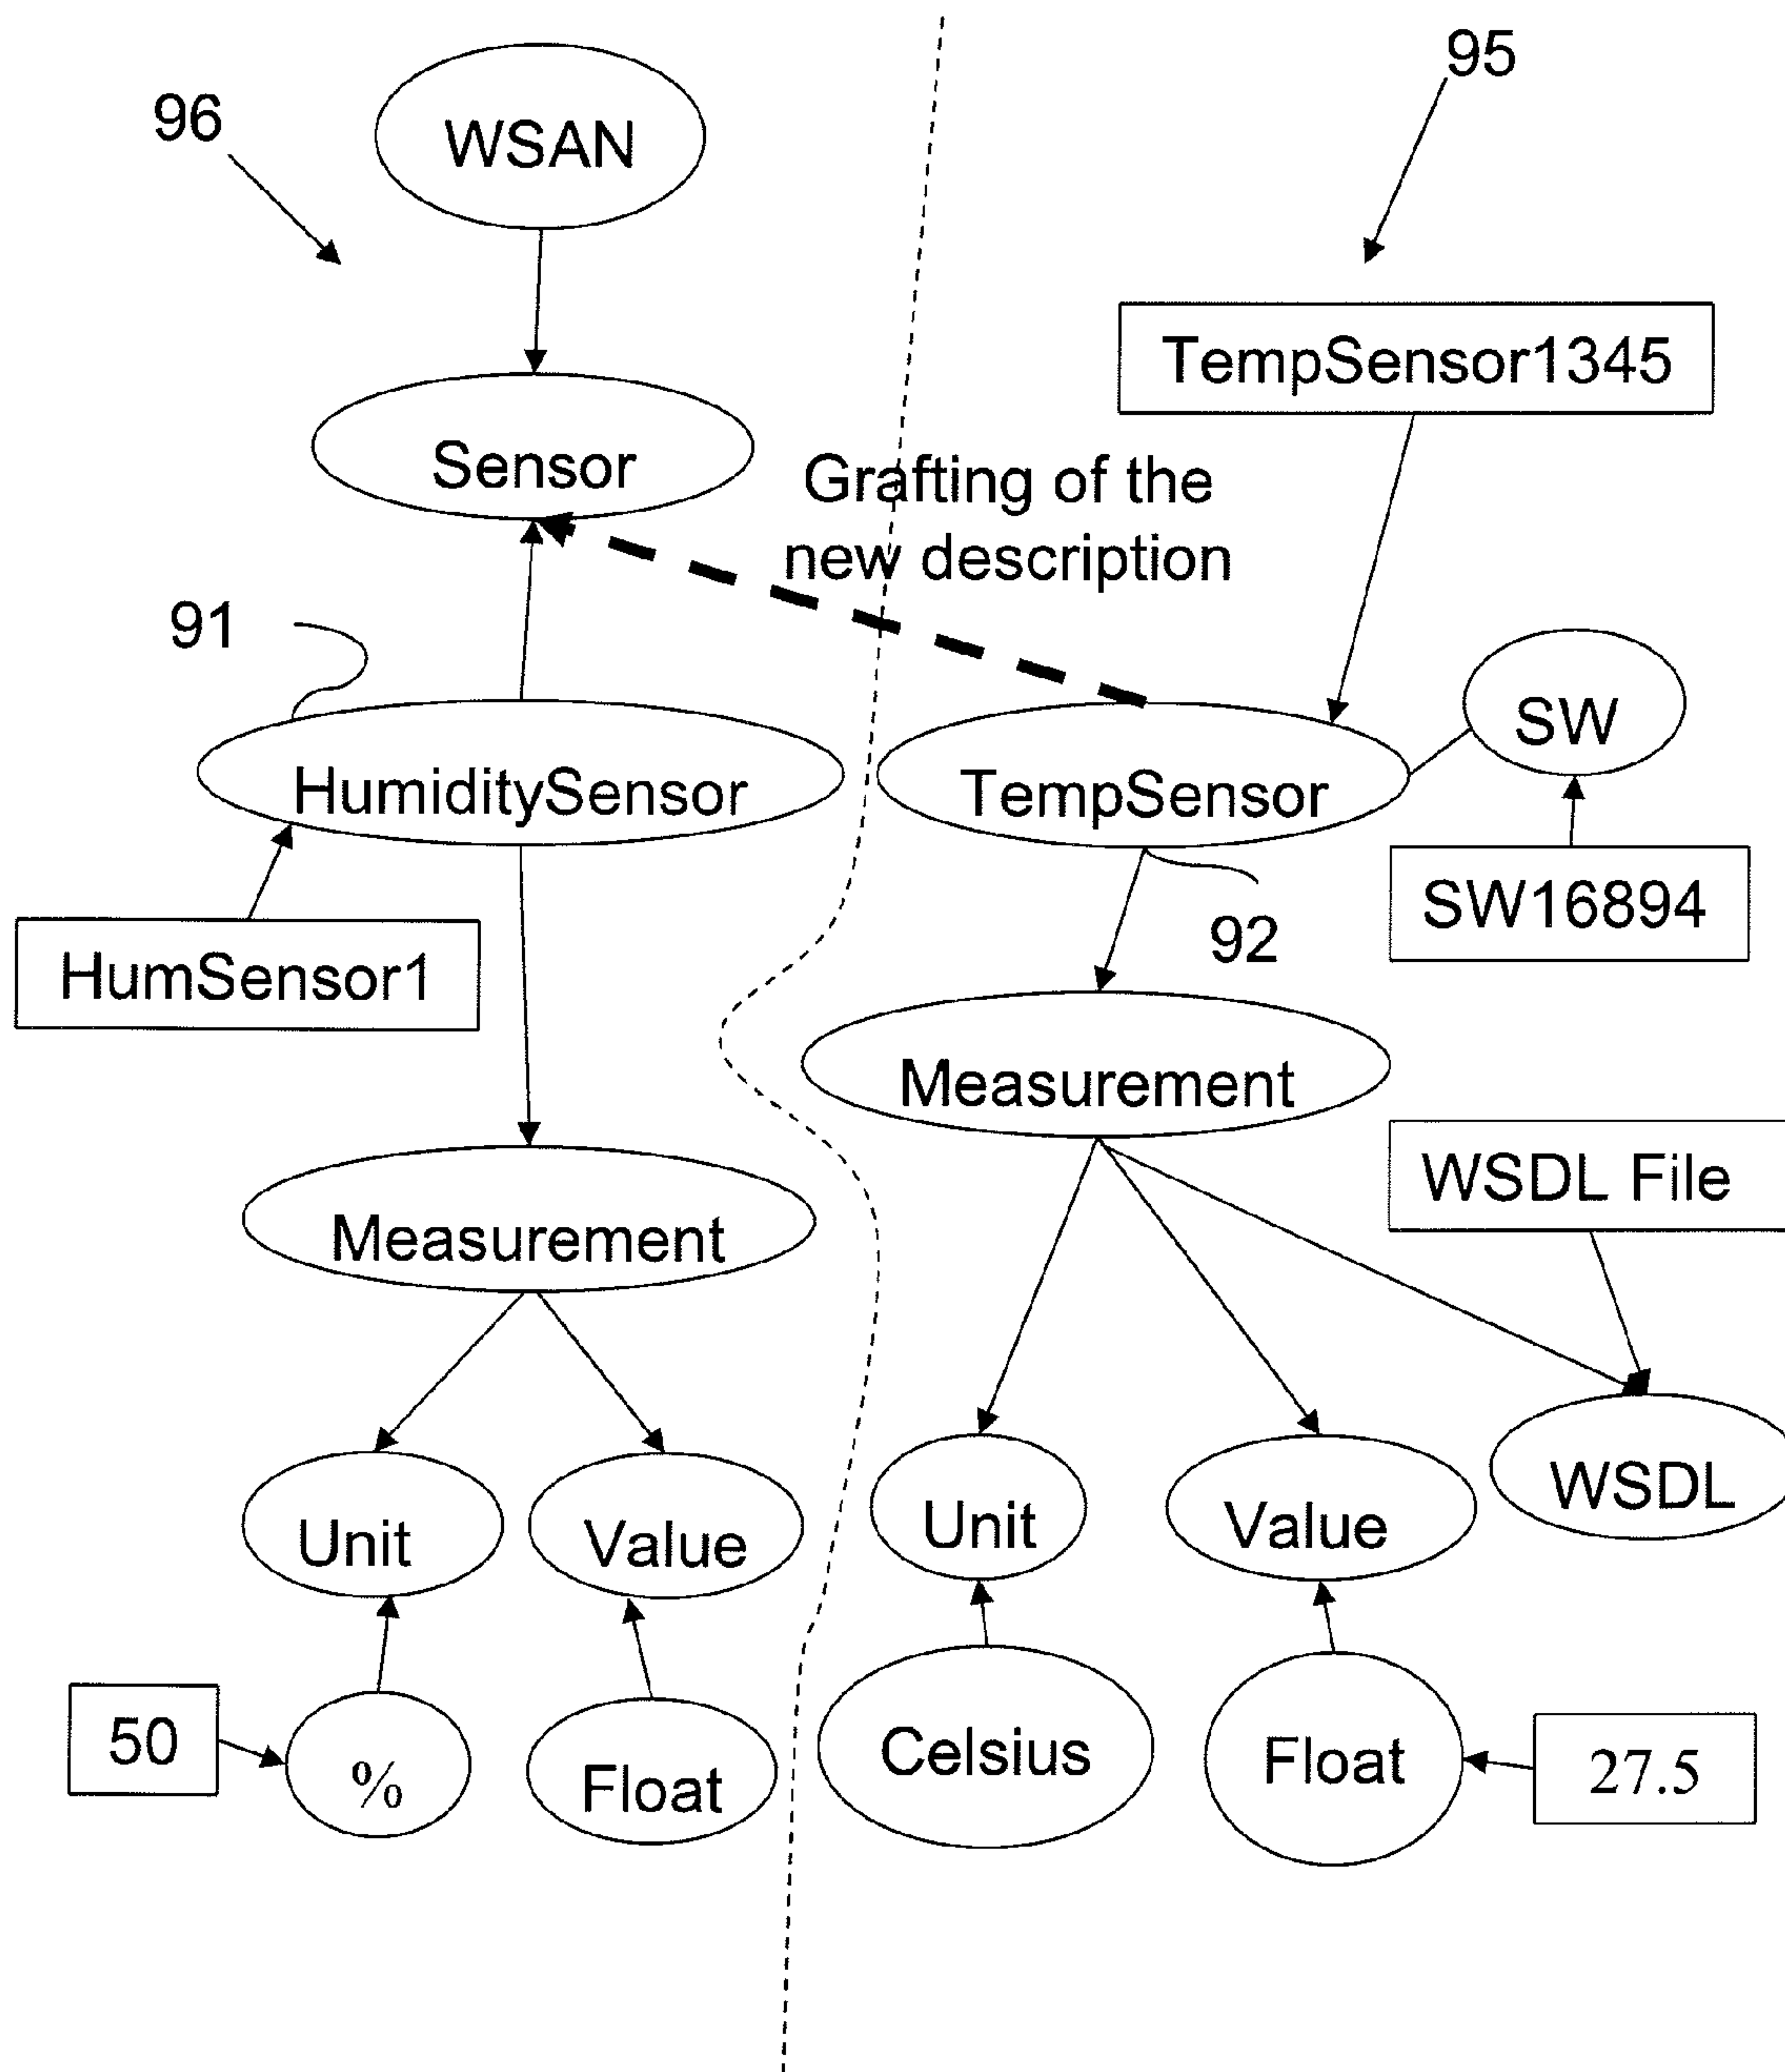 96
WSAN
95
TempSensor1345
Sensor
Grafting of the
new description
91
SW
HumiditySensor
TempSensor
SW16894
92
HumSensor1
Measurement
WSDL File
Measurement
WSDL
Unit
Value
Unit
Value
50
%
Float
Celsius
Float
27.5